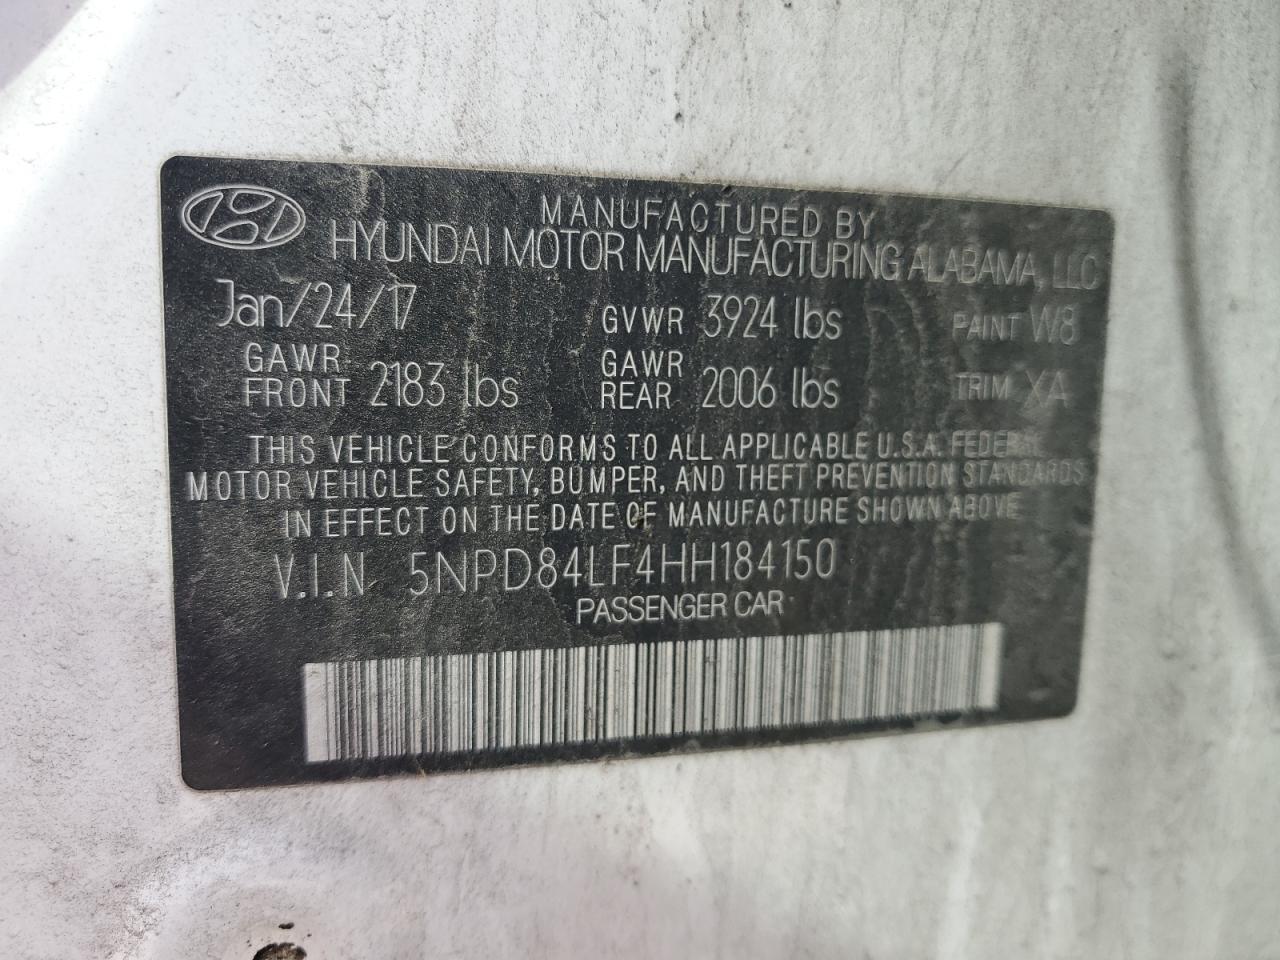 MANUFACTURED BY
HYUNDAI MOTOR MANUFACTURING ALABAMA, LLC
Jan/24/17 GVWR 3924 lbs PAINT W8
GAWR FRONT 2183 lbs GAWR REAR 2006 lbs TRIM XA
THIS VEHICLE CONFORMS TO ALL APPLICABLE U.S.A. FEDERAL
MOTOR VEHICLE SAFETY, BUMPER, AND THEFT PREVENTION STANDARDS
IN EFFECT ON THE DATE OF MANUFACTURE SHOWN ABOVE
V.I.N 5NPD84LF4HH184150
PASSENGER CAR